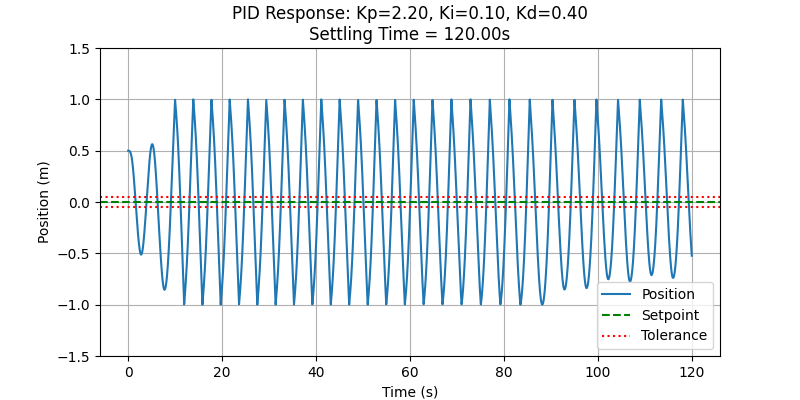 PID Response: Kp=2.20, Ki=0.10, Kd=0.40
Settling Time = 120.00s
1.5
1.0
0.5
0.0
−0.5
−1.0
−1.5
Position (m)
Position
Setpoint
Tolerance
0 20 40 60 80 100 120
Time (s)